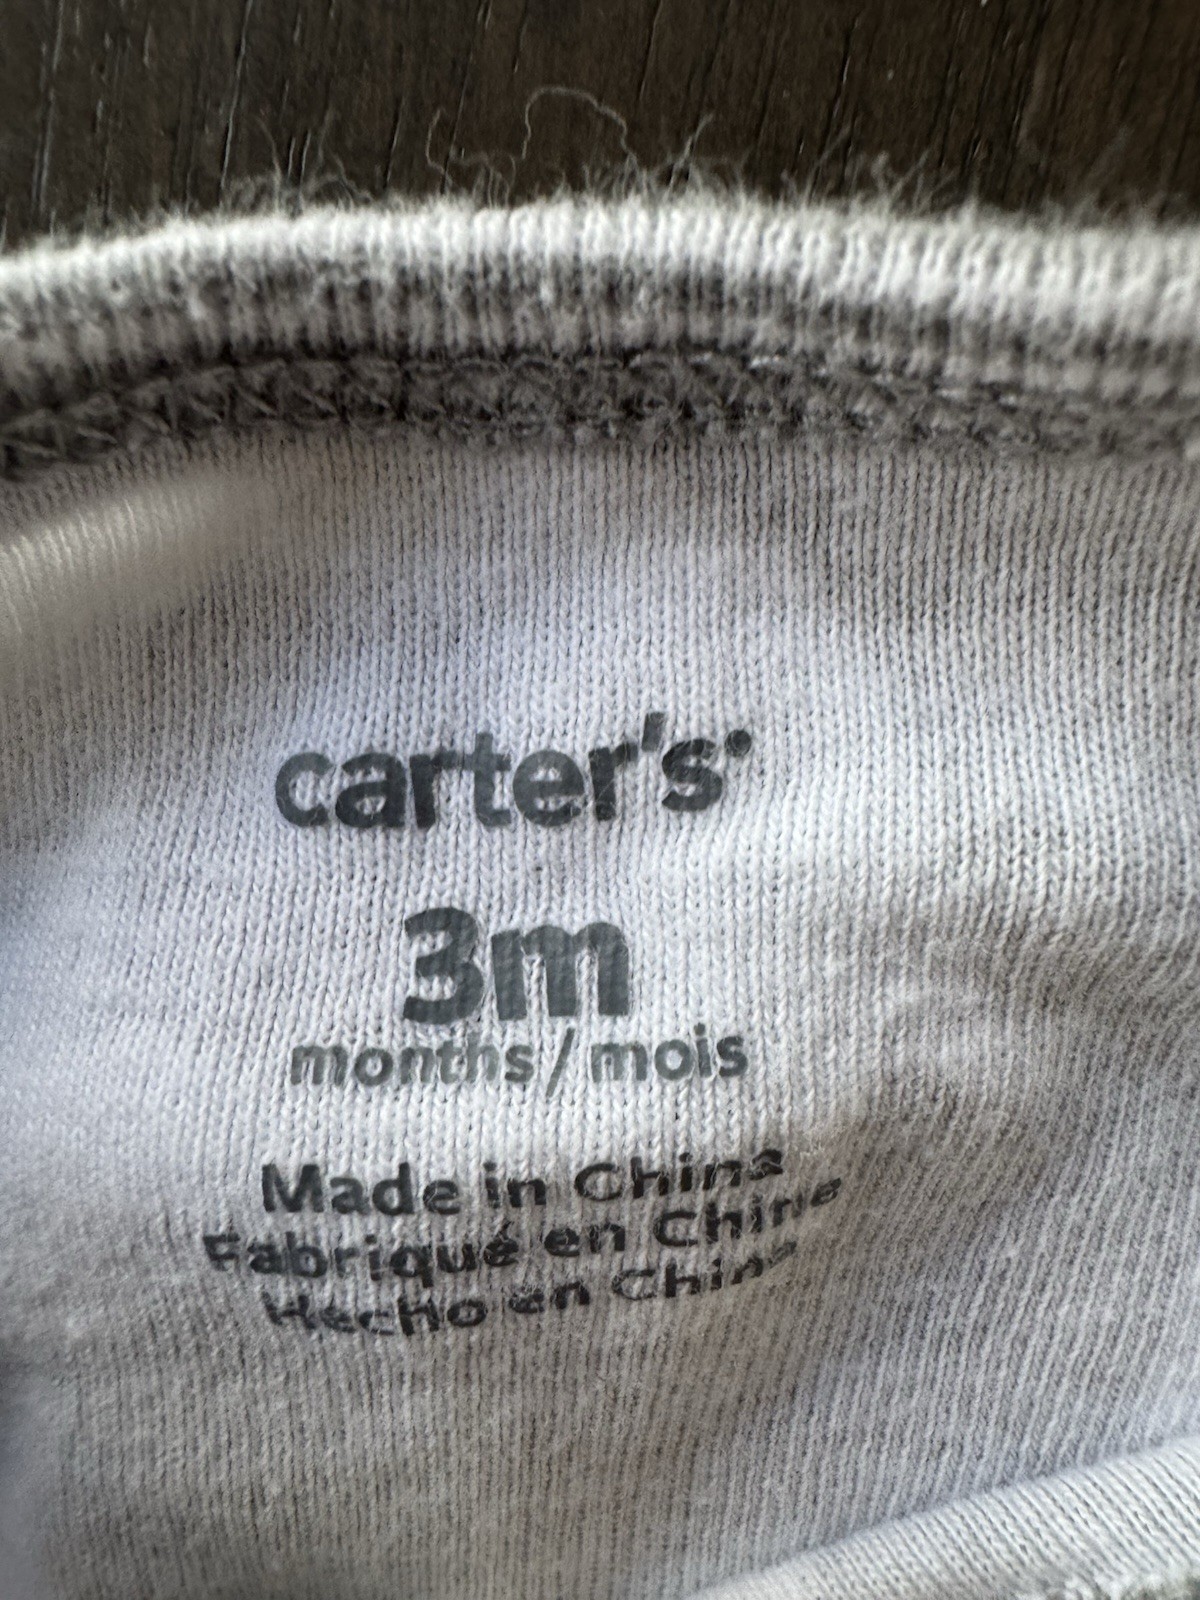 carter's
3m
months / mois
Made in China
Fabriqué en Chine
Hecho en China